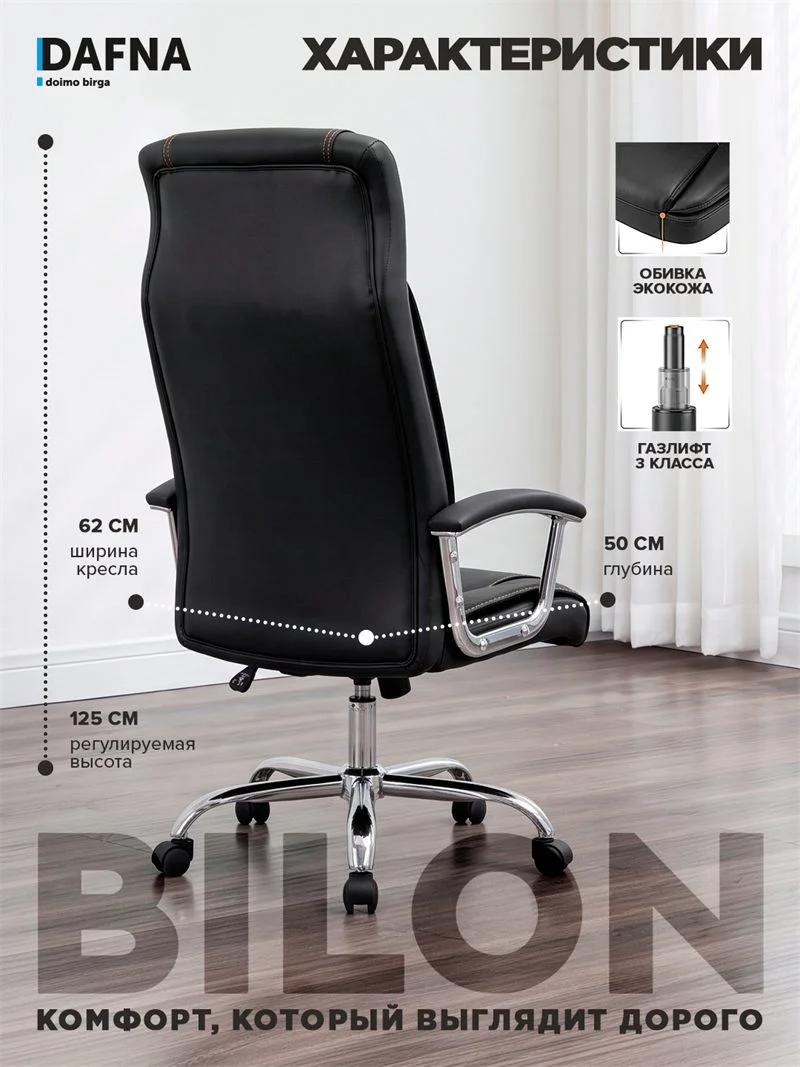 DAFNA
doimo birga
ХАРАКТЕРИСТИКИ
ОБИВКА
ЭКОКОЖА
ГАЗЛИФТ
3 КЛАССА
62 СМ
ширина
кресла
50 СМ
глубина
125 СМ
регулируемая
высота
BILON
КОМФОРТ, КОТОРЫЙ ВЫГЛЯДИТ ДОРОГО